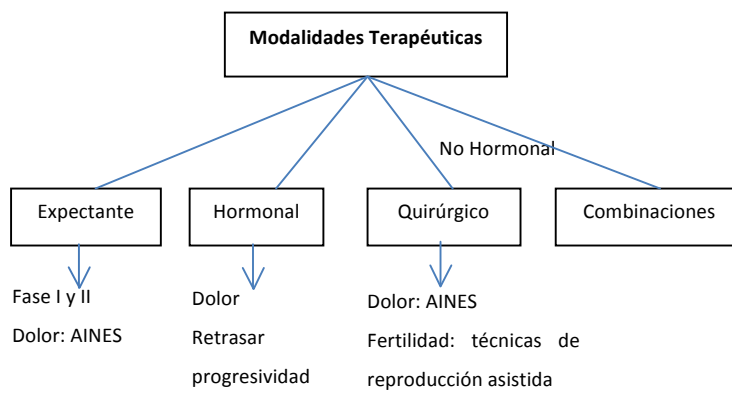 Modalidades Terapéuticas
No Hormonal
Expectante
Hormonal
Quirúrgico
Combinaciones
Fase I y II
Dolor: AINES
Dolor
Retrasar
progresividad
Dolor: AINES
Fertilidad: técnicas de
reproducción asistida